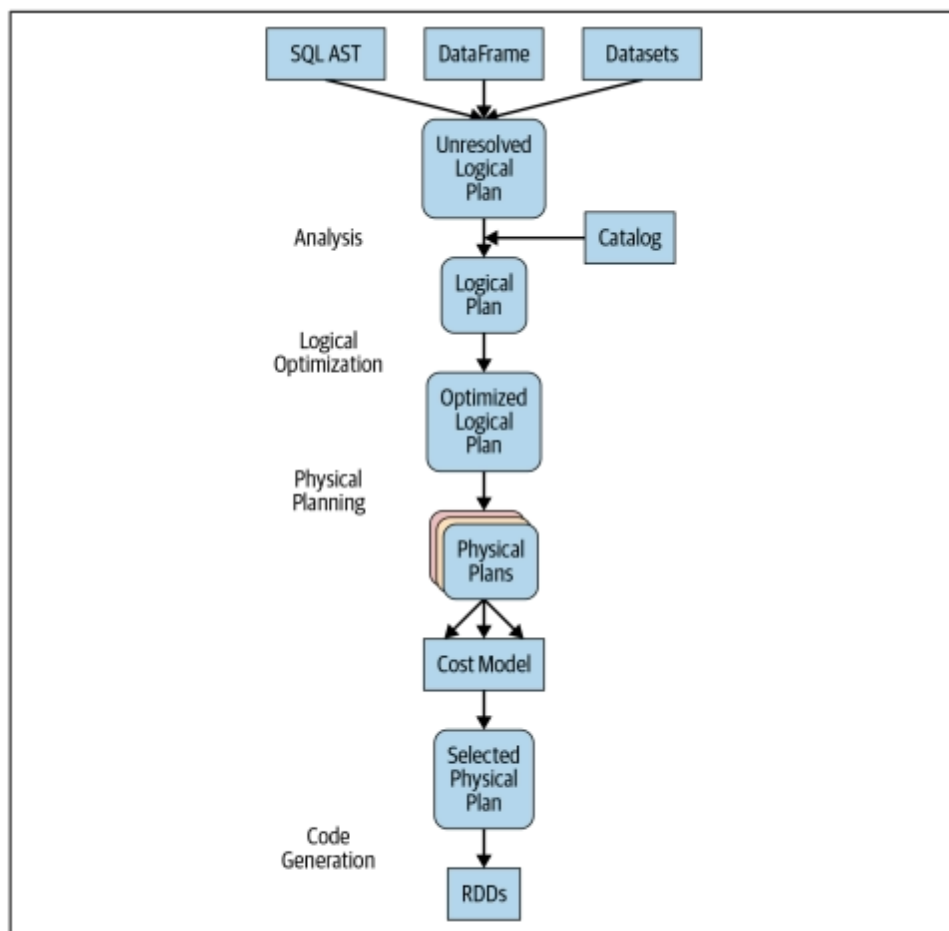 SQL AST
DataFrame
Datasets
Unresolved
Logical
Plan
Analysis
Catalog
Logical
Plan
Logical
Optimization
Optimized
Logical
Plan
Physical
Planning
Physical
Plans
Cost Model
Selected
Physical
Plan
Code
Generation
RDDs